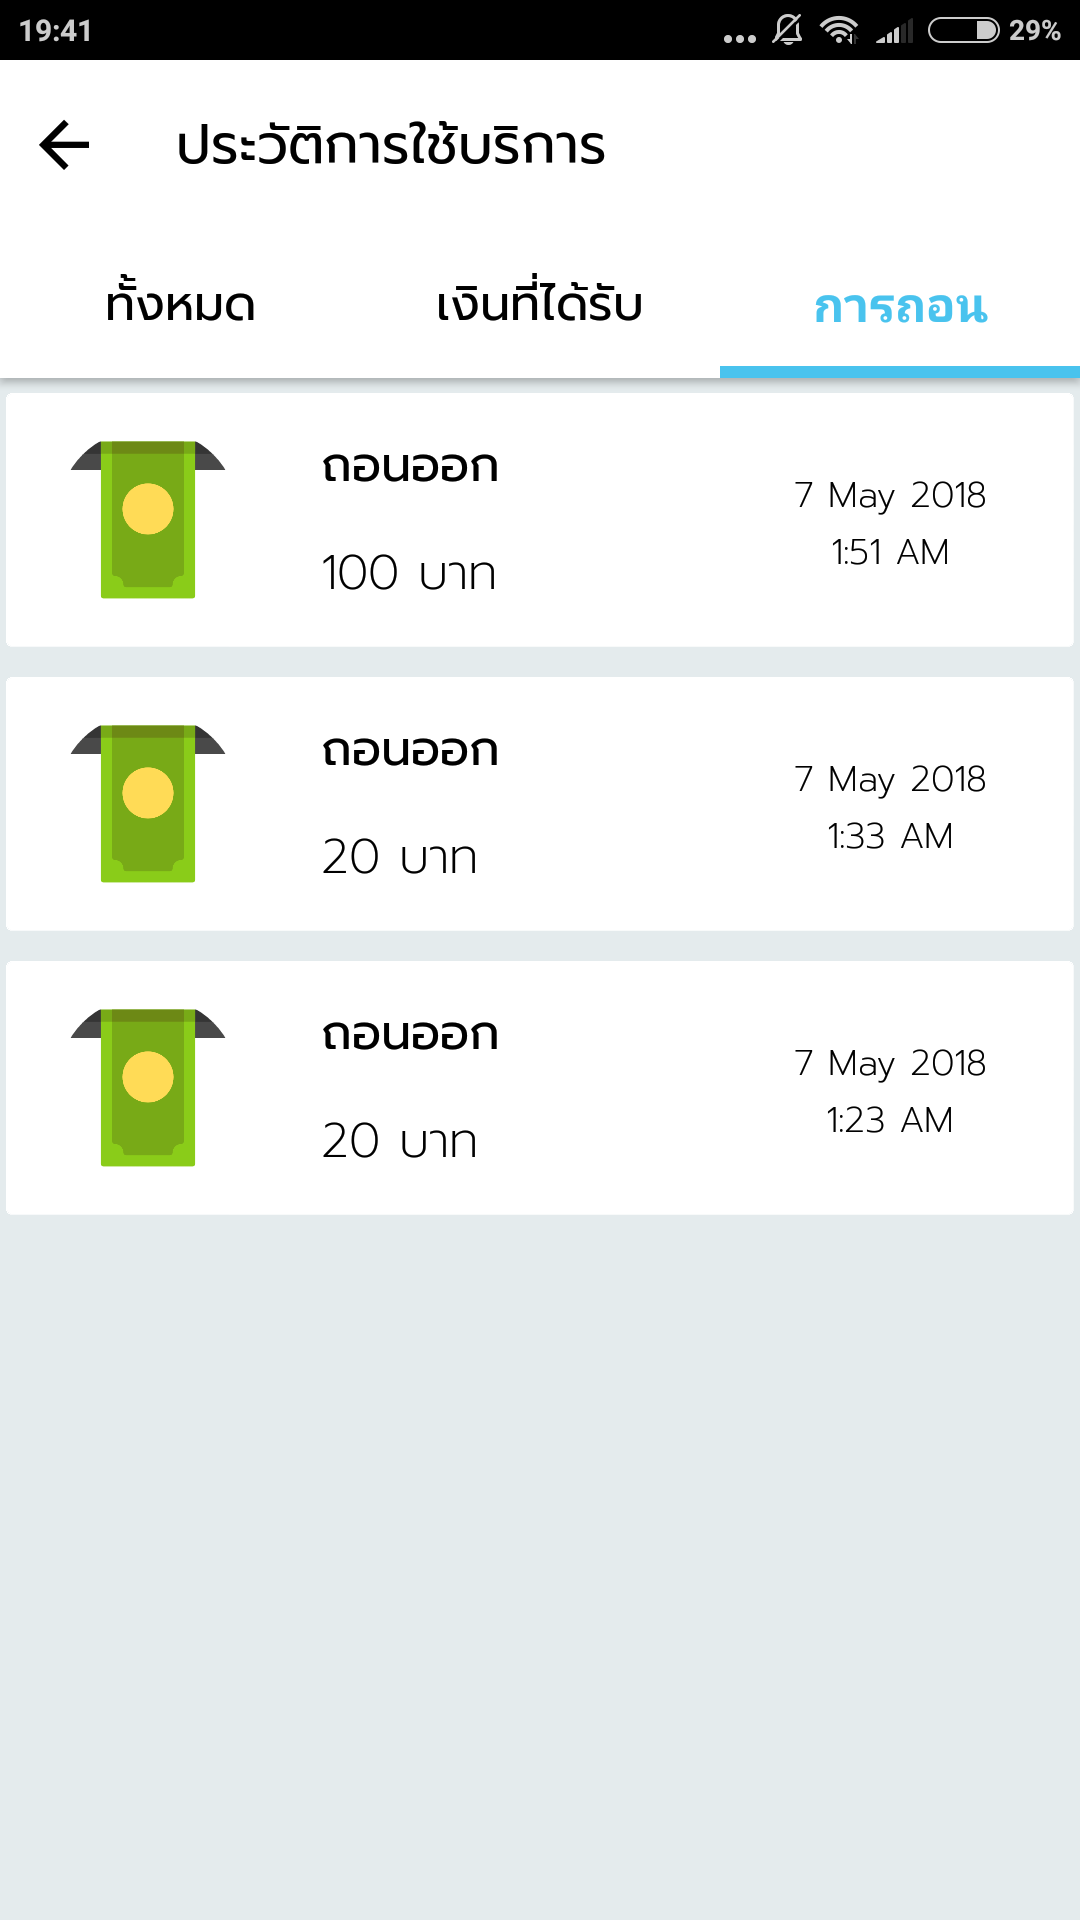 19:41
29%
ประวัติการใช้บริการ
ทั้งหมด
เงินที่ได้รับ
การถอน
ถอนออก
100 บาท
7 May 2018
1:51 AM
ถอนออก
20 บาท
7 May 2018
1:33 AM
ถอนออก
20 บาท
7 May 2018
1:23 AM